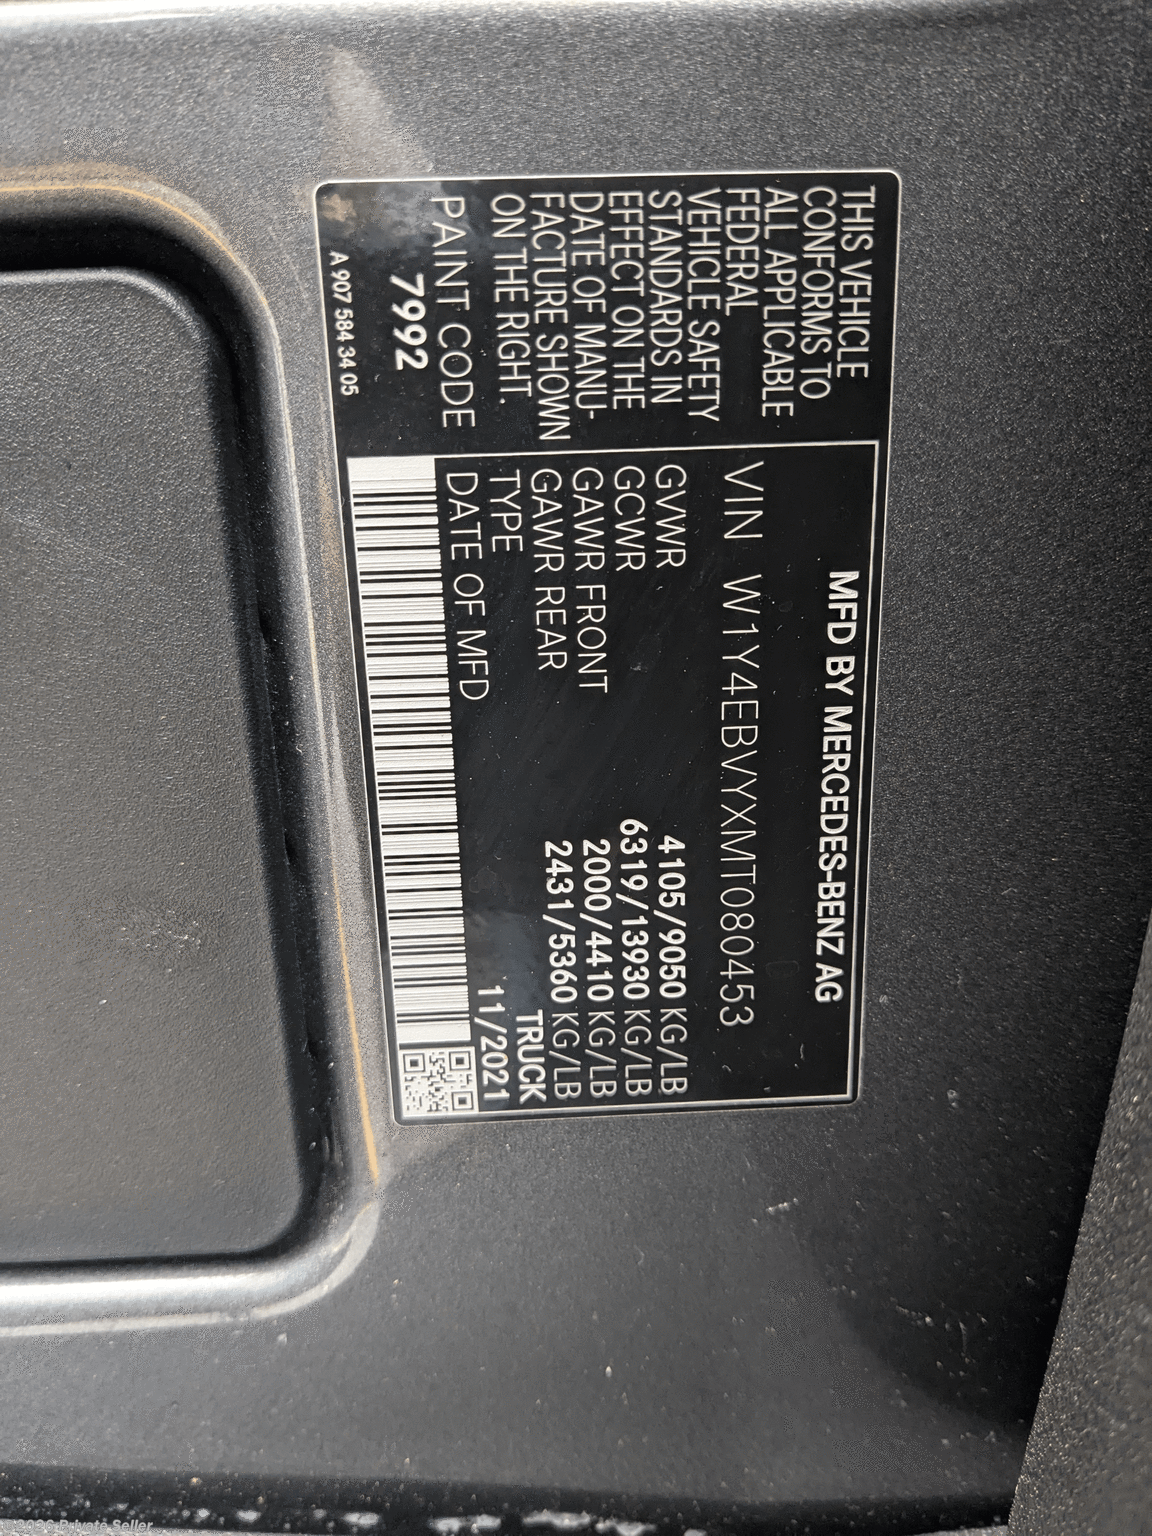 THIS VEHICLE
CONFORMS TO
ALL APPLICABLE
FEDERAL
VEHICLE SAFETY
STANDARDS IN
EFFECT ON THE
DATE OF MANU-
FACTURE SHOWN
ON THE RIGHT.
PAINT CODE
7992
A 907 584 34 05
MFD BY MERCEDES-BENZ AG
VIN W1Y4EBVYXMT080453
GVWR 4105/9050 KG/LB
GCWR 6319/13930 KG/LB
GAWR FRONT 2000/4410 KG/LB
GAWR REAR 2431/5360 KG/LB
TYPE TRUCK
DATE OF MFD 11/2021
©2026 Private Seller